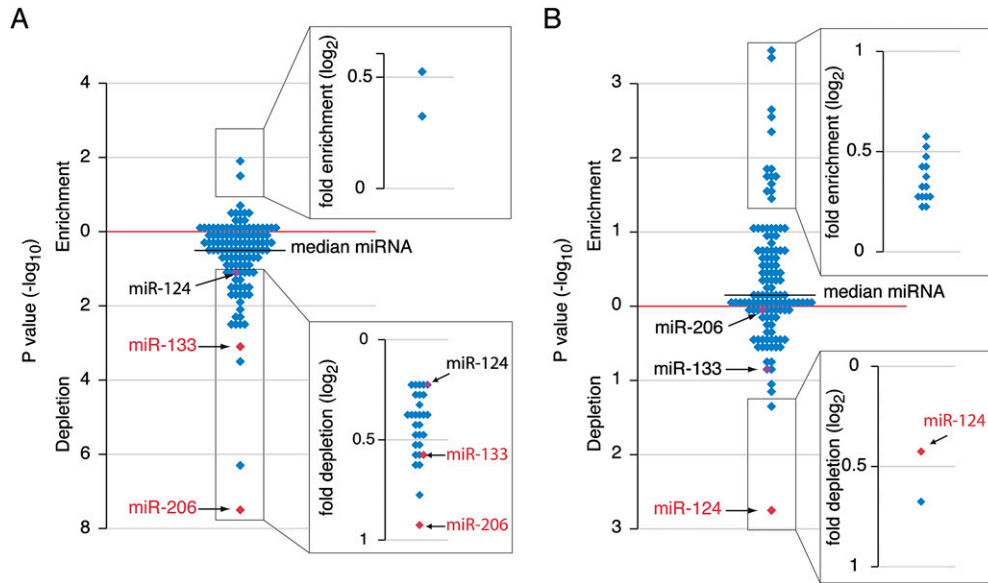 A
4
2
0
2
4
6
8
P value (-log10)
Enrichment
Depletion
miR-124
miR-133
miR-206
median miRNA
fold enrichment (log2)
0.5
0
fold depletion (log2)
0
0.5
1
miR-124
miR-133
miR-206
B
3
2
1
0
1
2
3
P value (-log10)
Enrichment
Depletion
median miRNA
miR-206
miR-133
miR-124
fold enrichment (log2)
1
0.5
0
fold depletion (log2)
0
0.5
1
miR-124